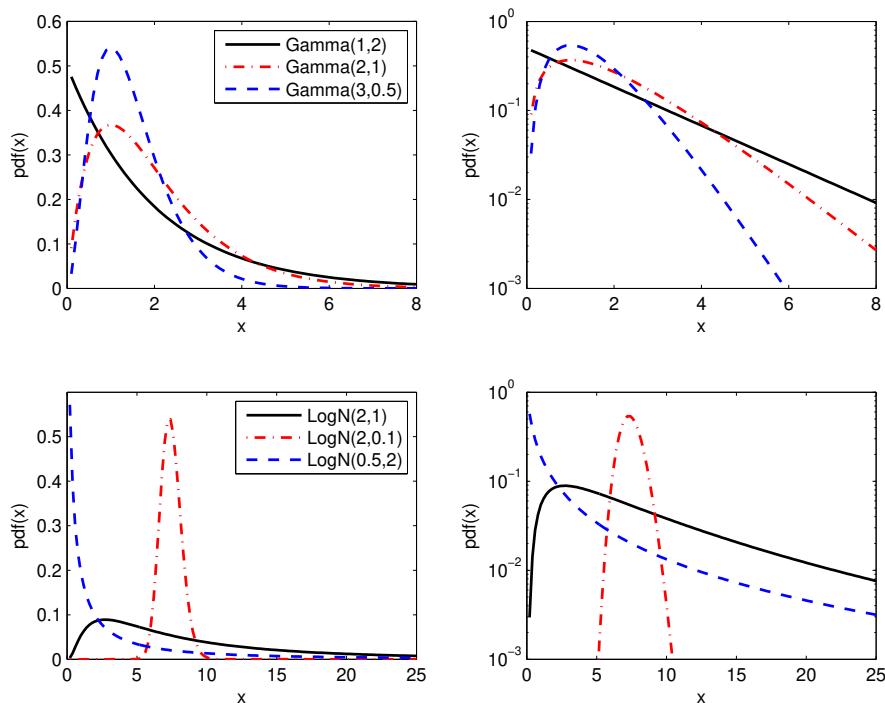 0.6
0.5
0.4
0.3
0.2
0.1
0
0 2 4 6 8
x
pdf(x)
Gamma(1,2)
Gamma(2,1)
Gamma(3,0.5)
10^0
10^-1
10^-2
10^-3
0 2 4 6 8
x
pdf(x)
0.5
0.4
0.3
0.2
0.1
0
0 5 10 15 20 25
x
pdf(x)
LogN(2,1)
LogN(2,0.1)
LogN(0.5,2)
10^0
10^-1
10^-2
10^-3
0 5 10 15 20 25
x
pdf(x)